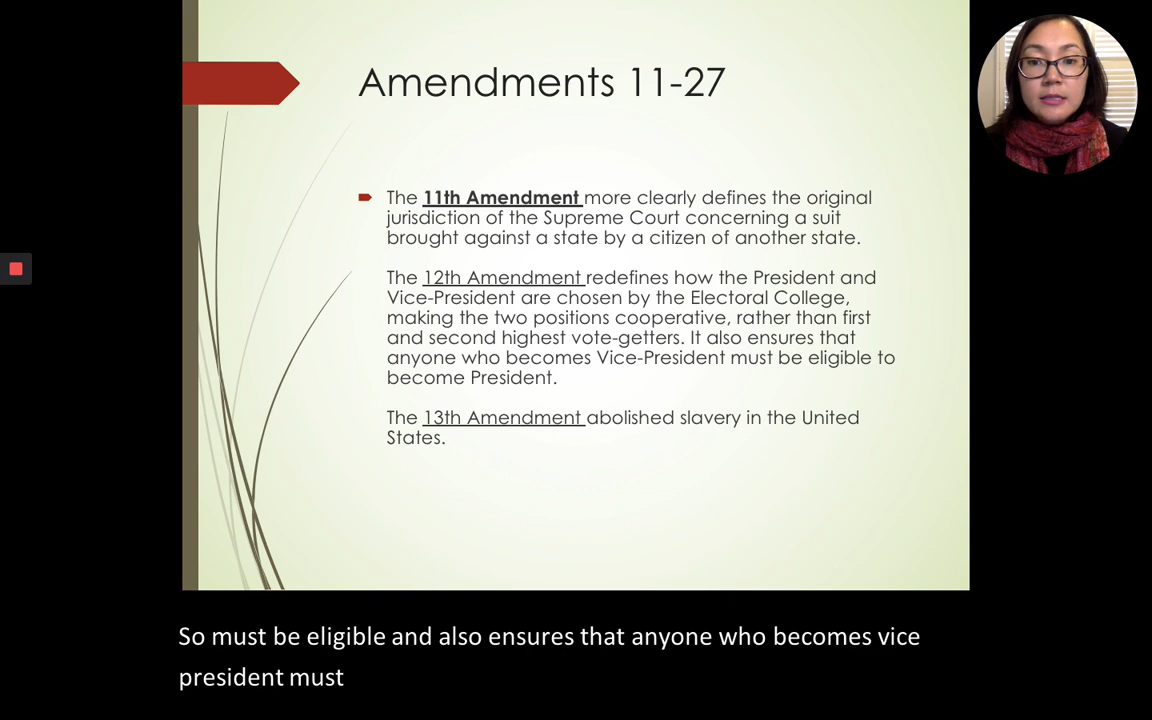 Amendments 11-27
The 11th Amendment more clearly defines the original
jurisdiction of the Supreme Court concerning a suit
brought against a state by a citizen of another state.
The 12th Amendment redefines how the President and
Vice-President are chosen by the Electoral College,
making the two positions cooperative, rather than first
and second highest vote-getters. It also ensures that
anyone who becomes Vice-President must be eligible to
become President.
The 13th Amendment abolished slavery in the United
States.
So must be eligible and also ensures that anyone who becomes vice
president must